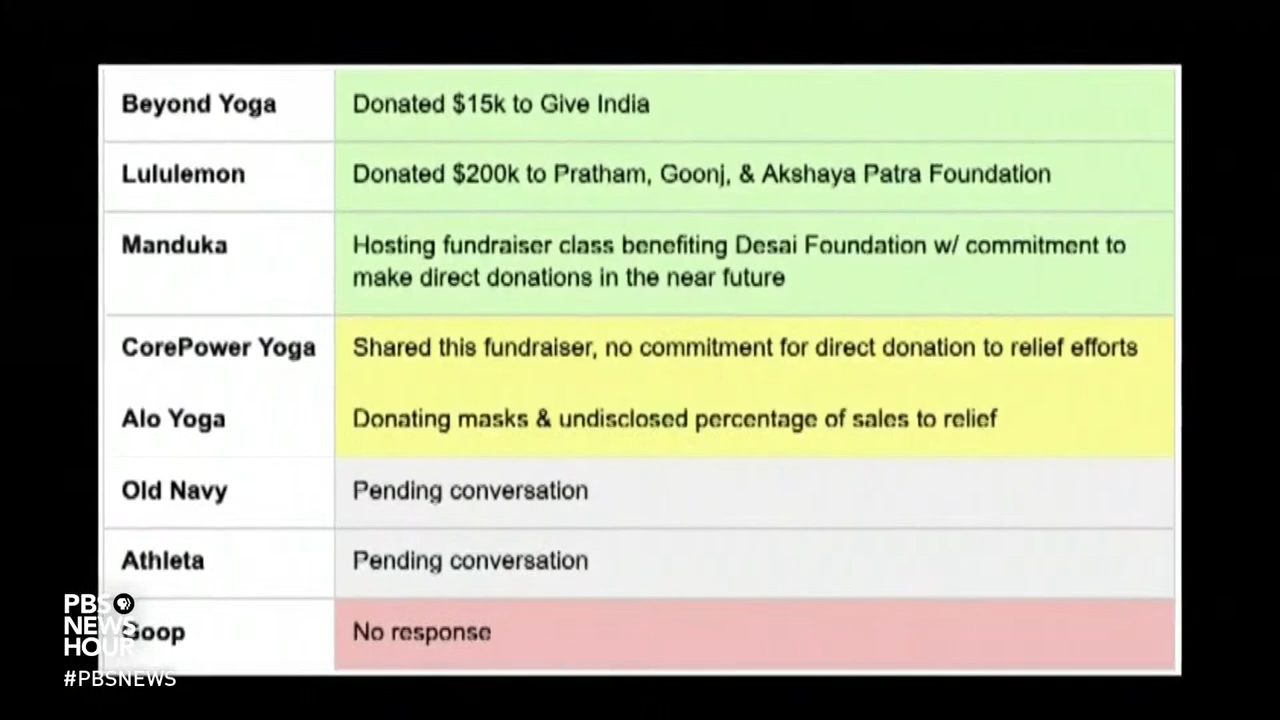 Beyond Yoga
Donated $15k to Give India
Lululemon
Donated $200k to Pratham, Goonj, & Akshaya Patra Foundation
Manduka
Hosting fundraiser class benefiting Desai Foundation w/ commitment to
make direct donations in the near future
CorePower Yoga
Shared this fundraiser, no commitment for direct donation to relief efforts
Alo Yoga
Donating masks & undisclosed percentage of sales to relief
Old Navy
Pending conversation
Athleta
Pending conversation
Goop
No response
PBS
NEWS
HOUR
#PBSNEWS